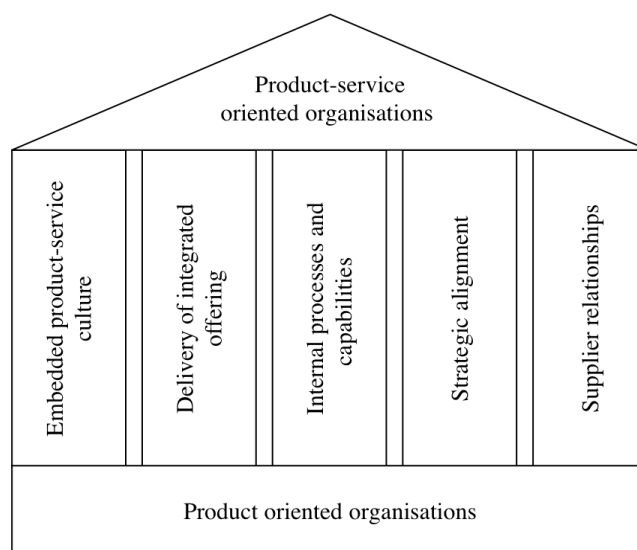 Product-service
oriented organisations
Embedded product-service
culture
Delivery of integrated
offering
Internal processes and
capabilities
Strategic alignment
Supplier relationships
Product oriented organisations